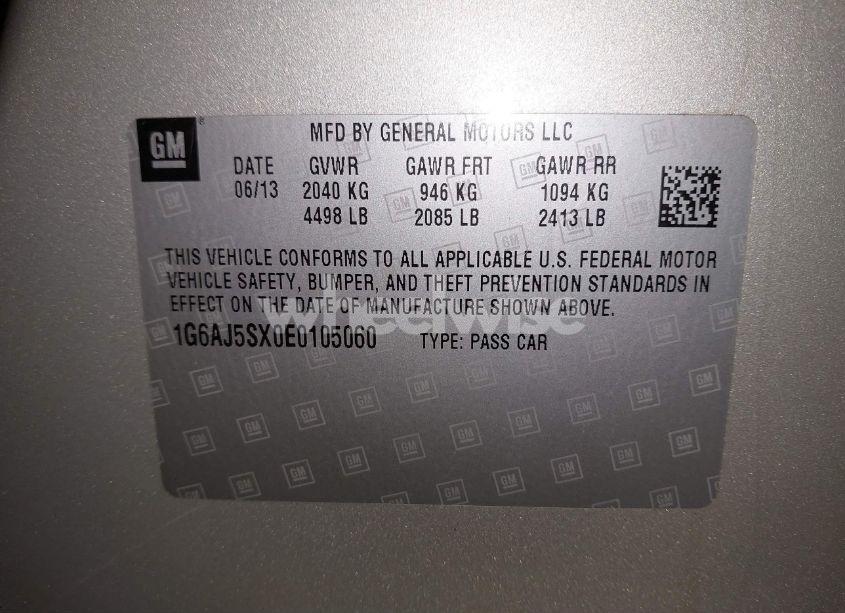 GM ®
MFD BY GENERAL MOTORS LLC
DATE GVWR GAWR FRT GAWR RR
06/13 2040 KG 946 KG 1094 KG
4498 LB 2085 LB 2413 LB
THIS VEHICLE CONFORMS TO ALL APPLICABLE U.S. FEDERAL MOTOR
VEHICLE SAFETY, BUMPER, AND THEFT PREVENTION STANDARDS IN
EFFECT ON THE DATE OF MANUFACTURE SHOWN ABOVE.
wheelwise
1G6AJ5SX0E0105060 TYPE: PASS CAR